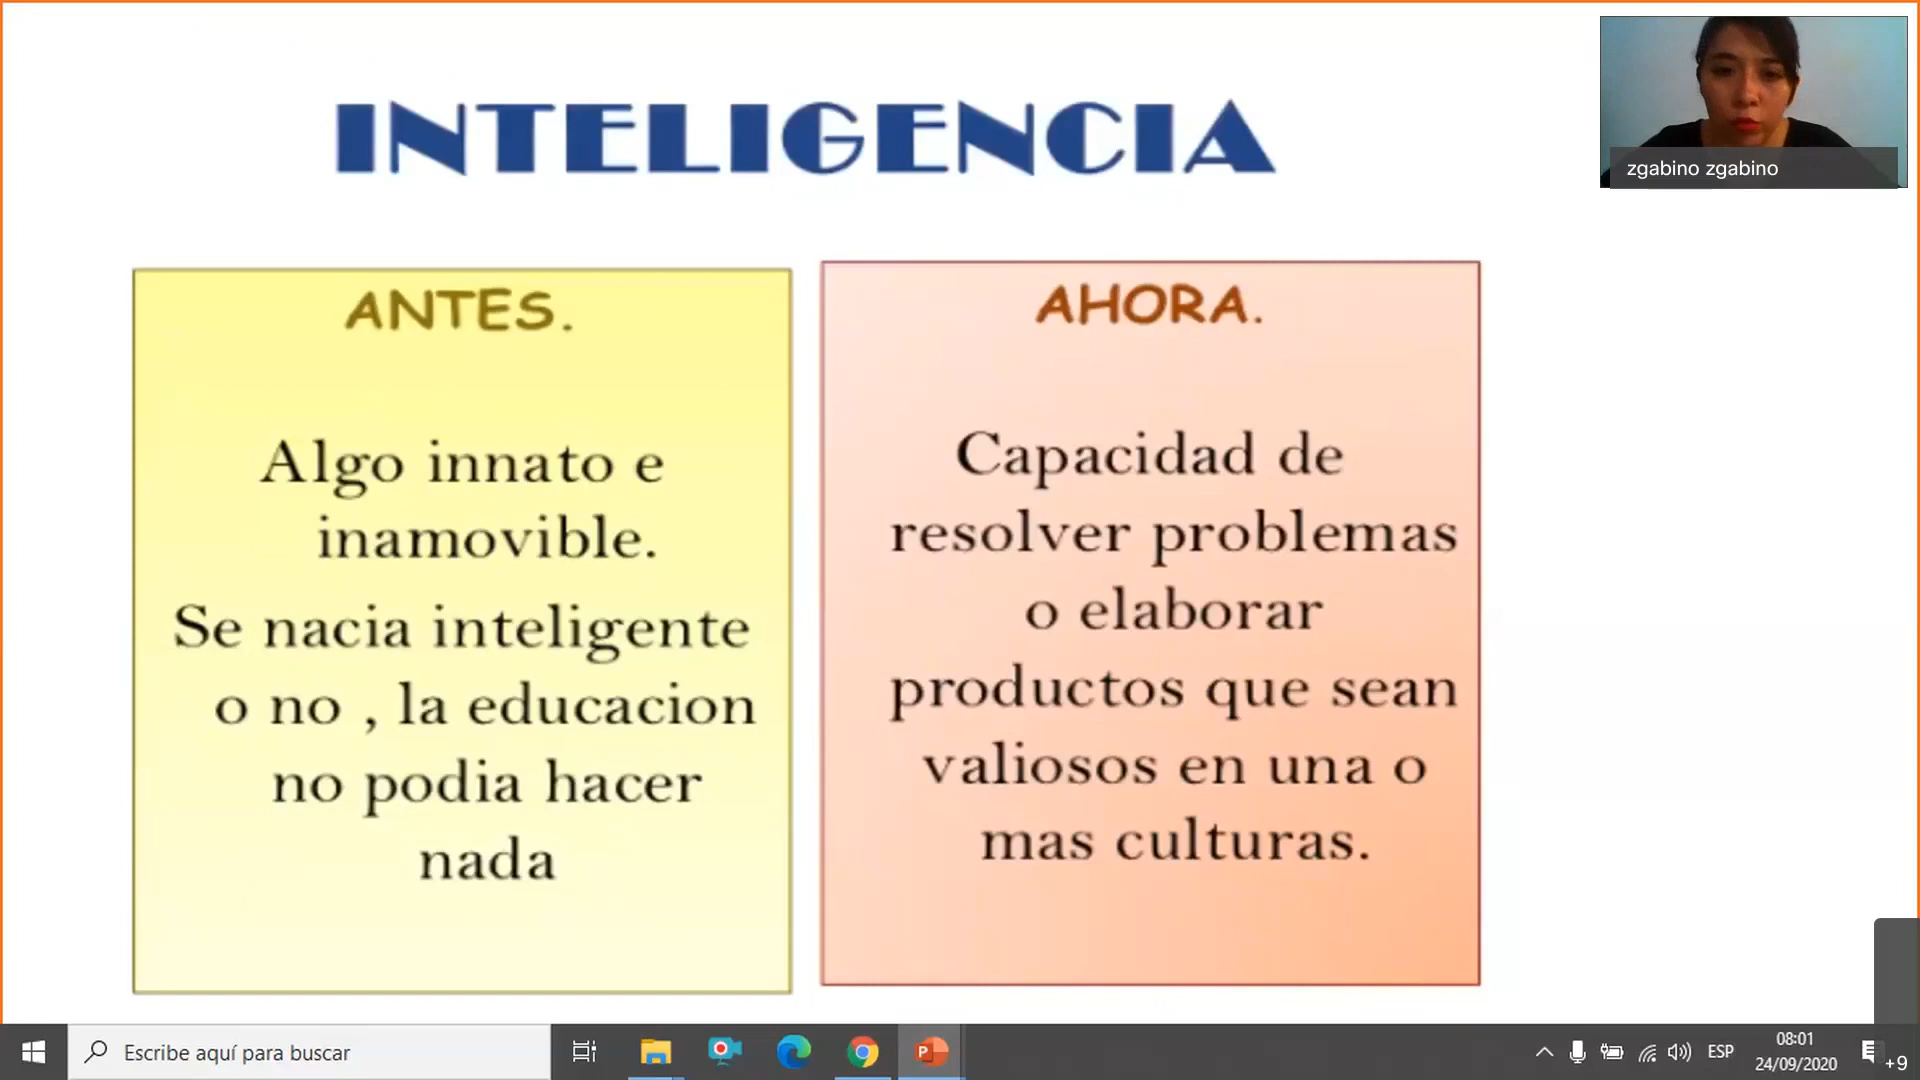 INTELIGENCIA
zgabino zgabino
ANTES.
Algo innato e
inamovible.
Se nacia inteligente
o no , la educacion
no podia hacer
nada
AHORA.
Capacidad de
resolver problemas
o elaborar
productos que sean
valiosos en una o
mas culturas.
Escribe aquí para buscar
ESP
08:01
24/09/2020
+9